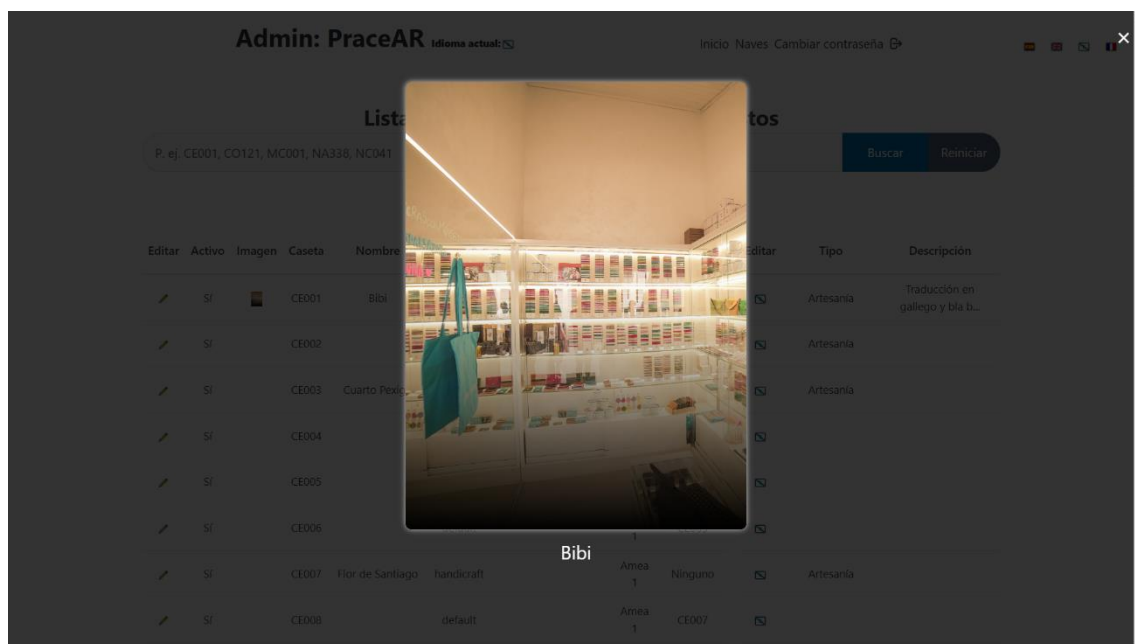 Admin: PraceAR Idioma actual:
Inicio Naves Cambiar contraseña
×
Lista
tos
P. ej. CE001, CO121, MC001, NA338, NC041
Buscar Reiniciar
Editar Activo Imagen Caseta Nombre Editar Tipo Descripción
Sí CE001 Bibi Artesanía Traducción en
gallego y bla b...
Sí CE002 Artesanía
Sí CE003 Cuarto Artesanía
Sí CE004
Sí CE005
Sí CE006
1
Bibi
Sí CE007 Flor de Santiago handicraft Amea
1 Ninguno Artesanía
Sí CE008 default Amea
1 CE007